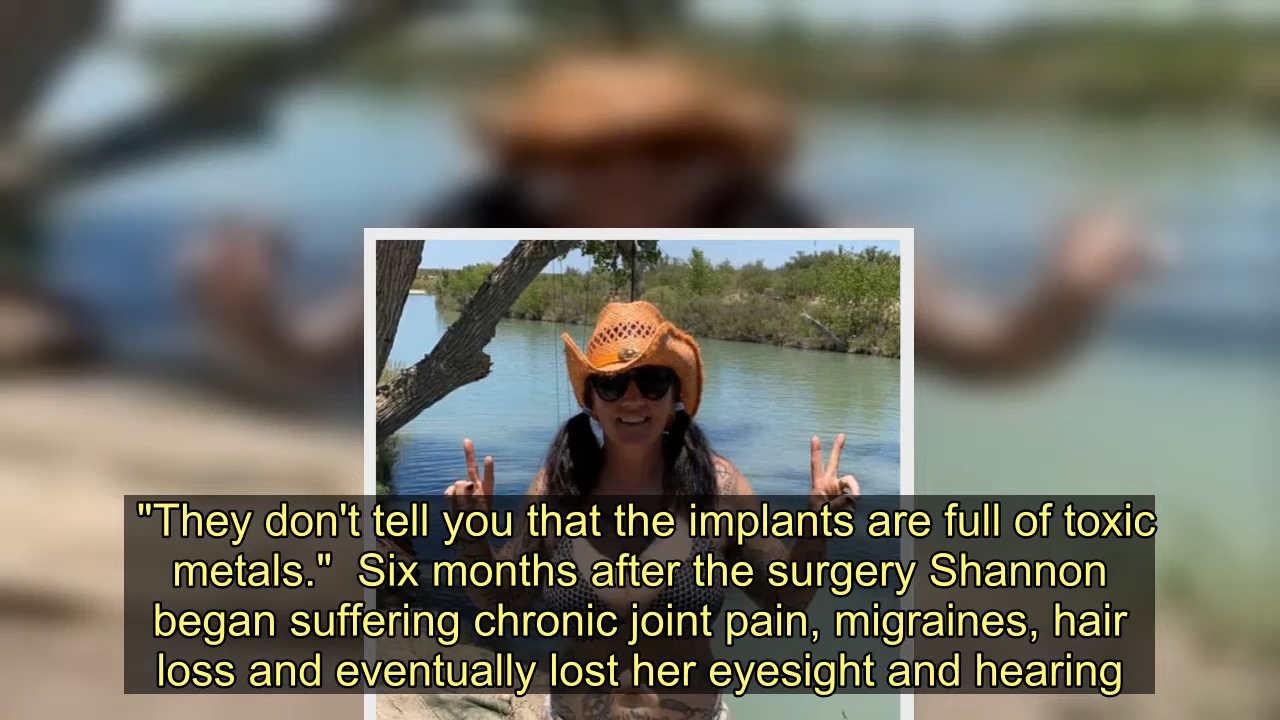 "They don't tell you that the implants are full of toxic
metals."  Six months after the surgery Shannon
began suffering chronic joint pain, migraines, hair
loss and eventually lost her eyesight and hearing